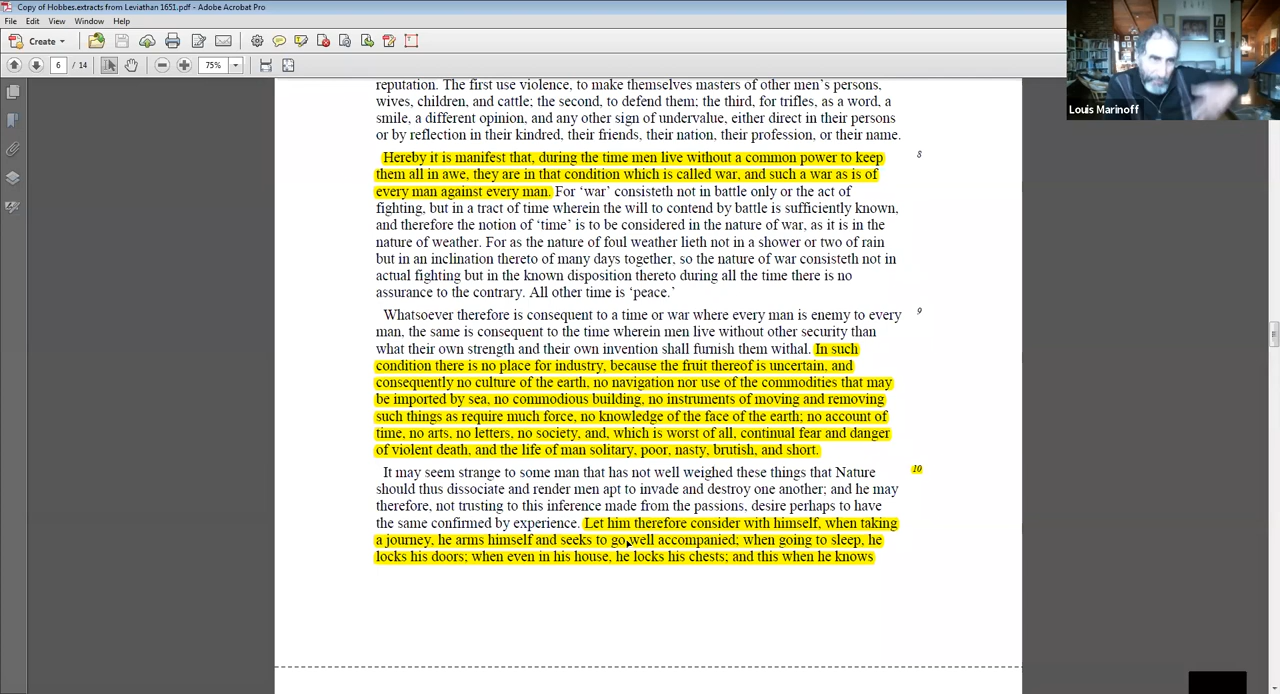 Copy of Hobbes.extracts from Leviathan 1651.pdf - Adobe Acrobat Pro
File Edit View Window Help
Create
6 / 14
75%
Louis Marinoff
reputation. The first use violence, to make themselves masters of other men's persons,
wives, children, and cattle; the second, to defend them; the third, for trifles, as a word, a
smile, a different opinion, and any other sign of undervalue, either direct in their persons
or by reflection in their kindred, their friends, their nation, their profession, or their name.
Hereby it is manifest that, during the time men live without a common power to keep 8
them all in awe, they are in that condition which is called war, and such a war as is of
every man against every man. For ‘war’ consisteth not in battle only or the act of
fighting, but in a tract of time wherein the will to contend by battle is sufficiently known,
and therefore the notion of ‘time’ is to be considered in the nature of war, as it is in the
nature of weather. For as the nature of foul weather lieth not in a shower or two of rain
but in an inclination thereto of many days together, so the nature of war consisteth not in
actual fighting but in the known disposition thereto during all the time there is no
assurance to the contrary. All other time is ‘peace.’
Whatsoever therefore is consequent to a time or war where every man is enemy to every 9
man, the same is consequent to the time wherein men live without other security than
what their own strength and their own invention shall furnish them withal. In such
condition there is no place for industry, because the fruit thereof is uncertain, and
consequently no culture of the earth, no navigation nor use of the commodities that may
be imported by sea, no commodious building, no instruments of moving and removing
such things as require much force, no knowledge of the face of the earth; no account of
time, no arts, no letters, no society, and, which is worst of all, continual fear and danger
of violent death, and the life of man solitary, poor, nasty, brutish, and short.
It may seem strange to some man that has not well weighed these things that Nature 10
should thus dissociate and render men apt to invade and destroy one another; and he may
therefore, not trusting to this inference made from the passions, desire perhaps to have
the same confirmed by experience. Let him therefore consider with himself, when taking
a journey, he arms himself and seeks to go well accompanied; when going to sleep, he
locks his doors; when even in his house, he locks his chests; and this when he knows